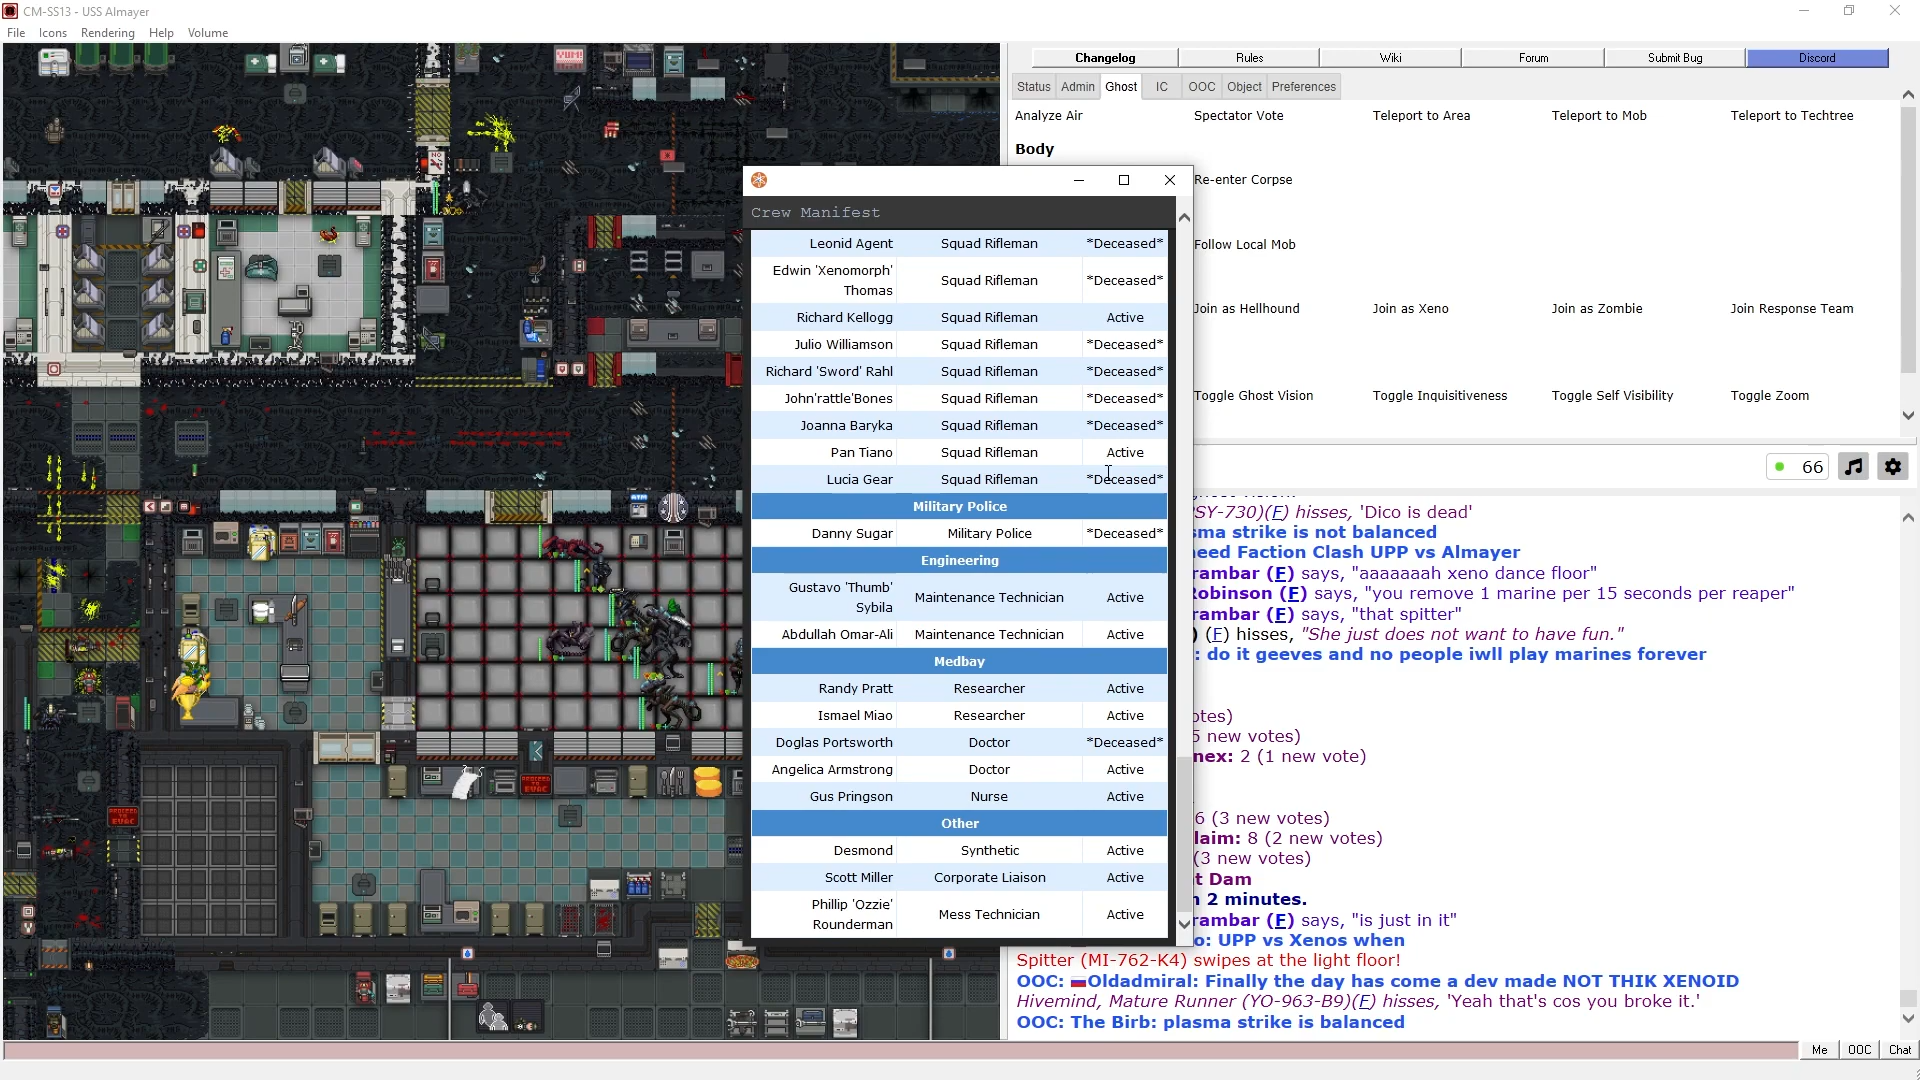 CM-SS13 - USS Almayer
File Icons Rendering Help Volume
Changelog Rules Wiki Forum Submit Bug Discord
Status Admin Ghost IC OOC Object Preferences
Analyze Air Spectator Vote Teleport to Area Teleport to Mob Teleport to Techtree
Body
Re-enter Corpse
Follow Local Mob
Join as Hellhound Join as Xeno Join as Zombie Join Response Team
Toggle Ghost Vision Toggle Inquisitiveness Toggle Self Visibility Toggle Zoom
66
Crew Manifest
Leonid Agent Squad Rifleman *Deceased*
Edwin 'Xenomorph'
Thomas Squad Rifleman *Deceased*
Richard Kellogg Squad Rifleman Active
Julio Williamson Squad Rifleman *Deceased*
Richard 'Sword' Rahl Squad Rifleman *Deceased*
John'rattle'Bones Squad Rifleman *Deceased*
Joanna Baryka Squad Rifleman *Deceased*
Pan Tiano Squad Rifleman Active
Lucia Gear Squad Rifleman *Deceased*
Military Police
Danny Sugar Military Police *Deceased*
Engineering
Gustavo 'Thumb'
Sybila Maintenance Technician Active
Abdullah Omar-Ali Maintenance Technician Active
Medbay
Randy Pratt Researcher Active
Ismael Miao Researcher Active
Doglas Portsworth Doctor *Deceased*
Angelica Armstrong Doctor Active
Gus Pringson Nurse Active
Other
Desmond Synthetic Active
Scott Miller Corporate Liaison Active
Phillip 'Ozzie'
Rounderman Mess Technician Active
SY-730)(F) hisses, 'Dico is dead'
sma strike is not balanced
need Faction Clash UPP vs Almayer
rambar (F) says, "aaaaaaah xeno dance floor"
Robinson (F) says, "you remove 1 marine per 15 seconds per reaper"
rambar (F) says, "that spitter"
) (F) hisses, "She just does not want to have fun."
: do it geeves and no people iwll play marines forever
otes)
5 new votes)
nex: 2 (1 new vote)
6 (3 new votes)
laim: 8 (2 new votes)
(3 new votes)
t Dam
n 2 minutes.
rambar (F) says, "is just in it"
o: UPP vs Xenos when
Spitter (MI-762-K4) swipes at the light floor!
OOC: Oldadmiral: Finally the day has come a dev made NOT THIK XENOID
Hivemind, Mature Runner (YO-963-B9)(F) hisses, 'Yeah that's cos you broke it.'
OOC: The Birb: plasma strike is balanced
Me OOC Chat
YUM!
NO
ATM
PROCEED TO EVAC
PROCEED TO EVAC